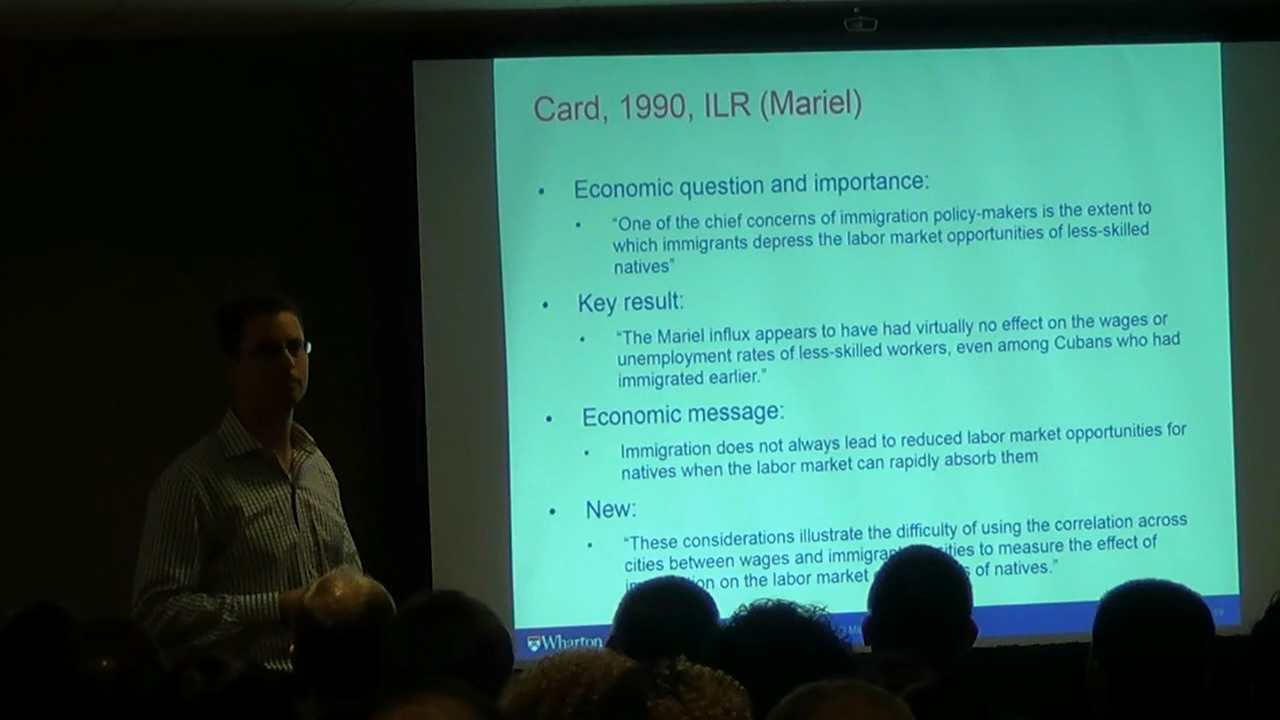 Card, 1990, ILR (Mariel)
• Economic question and importance:
• "One of the chief concerns of immigration policy-makers is the extent to
which immigrants depress the labor market opportunities of less-skilled
natives"
• Key result:
• "The Mariel influx appears to have had virtually no effect on the wages or
unemployment rates of less-skilled workers, even among Cubans who had
immigrated earlier."
• Economic message:
• Immigration does not always lead to reduced labor market opportunities for
natives when the labor market can rapidly absorb them
• New:
• "These considerations illustrate the difficulty of using the correlation across
cities between wages and to measure the effect of
on the labor market of natives."
Wharton